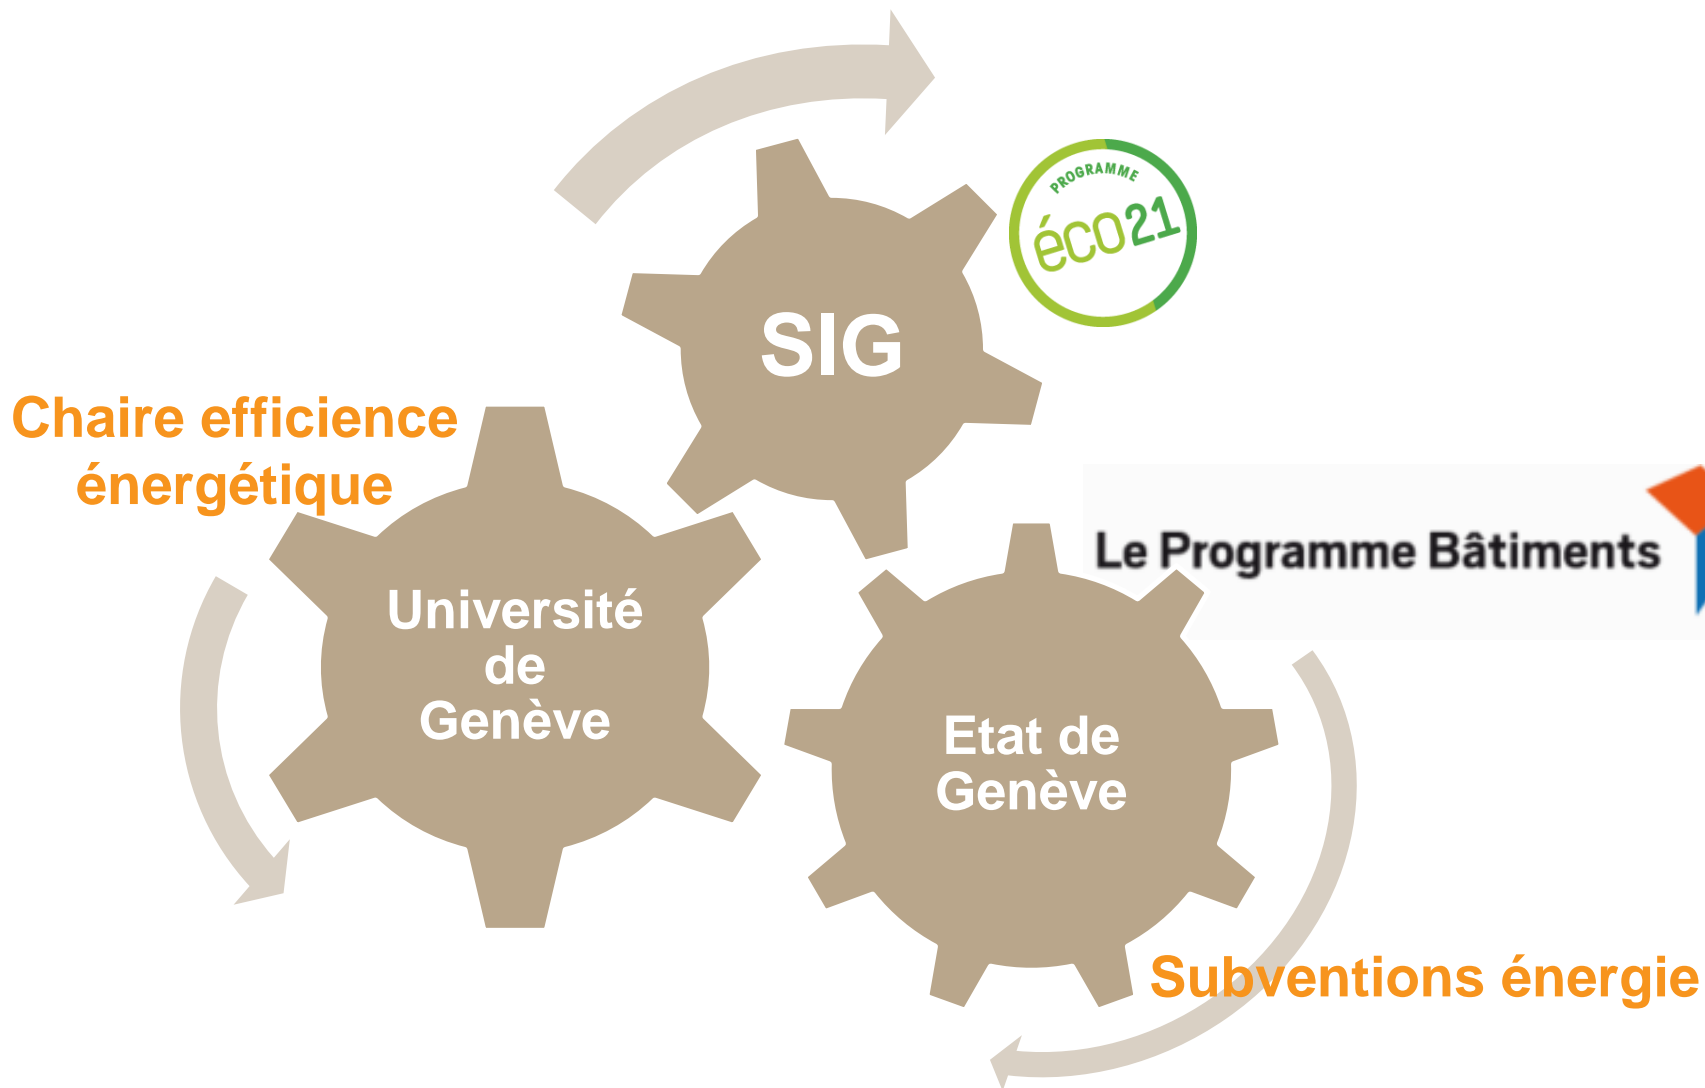 PROGRAMME
éco21
SIG
Chaire efficience
énergétique
Le Programme Bâtiments
Université
de
Genève
Etat de
Genève
Subventions énergie